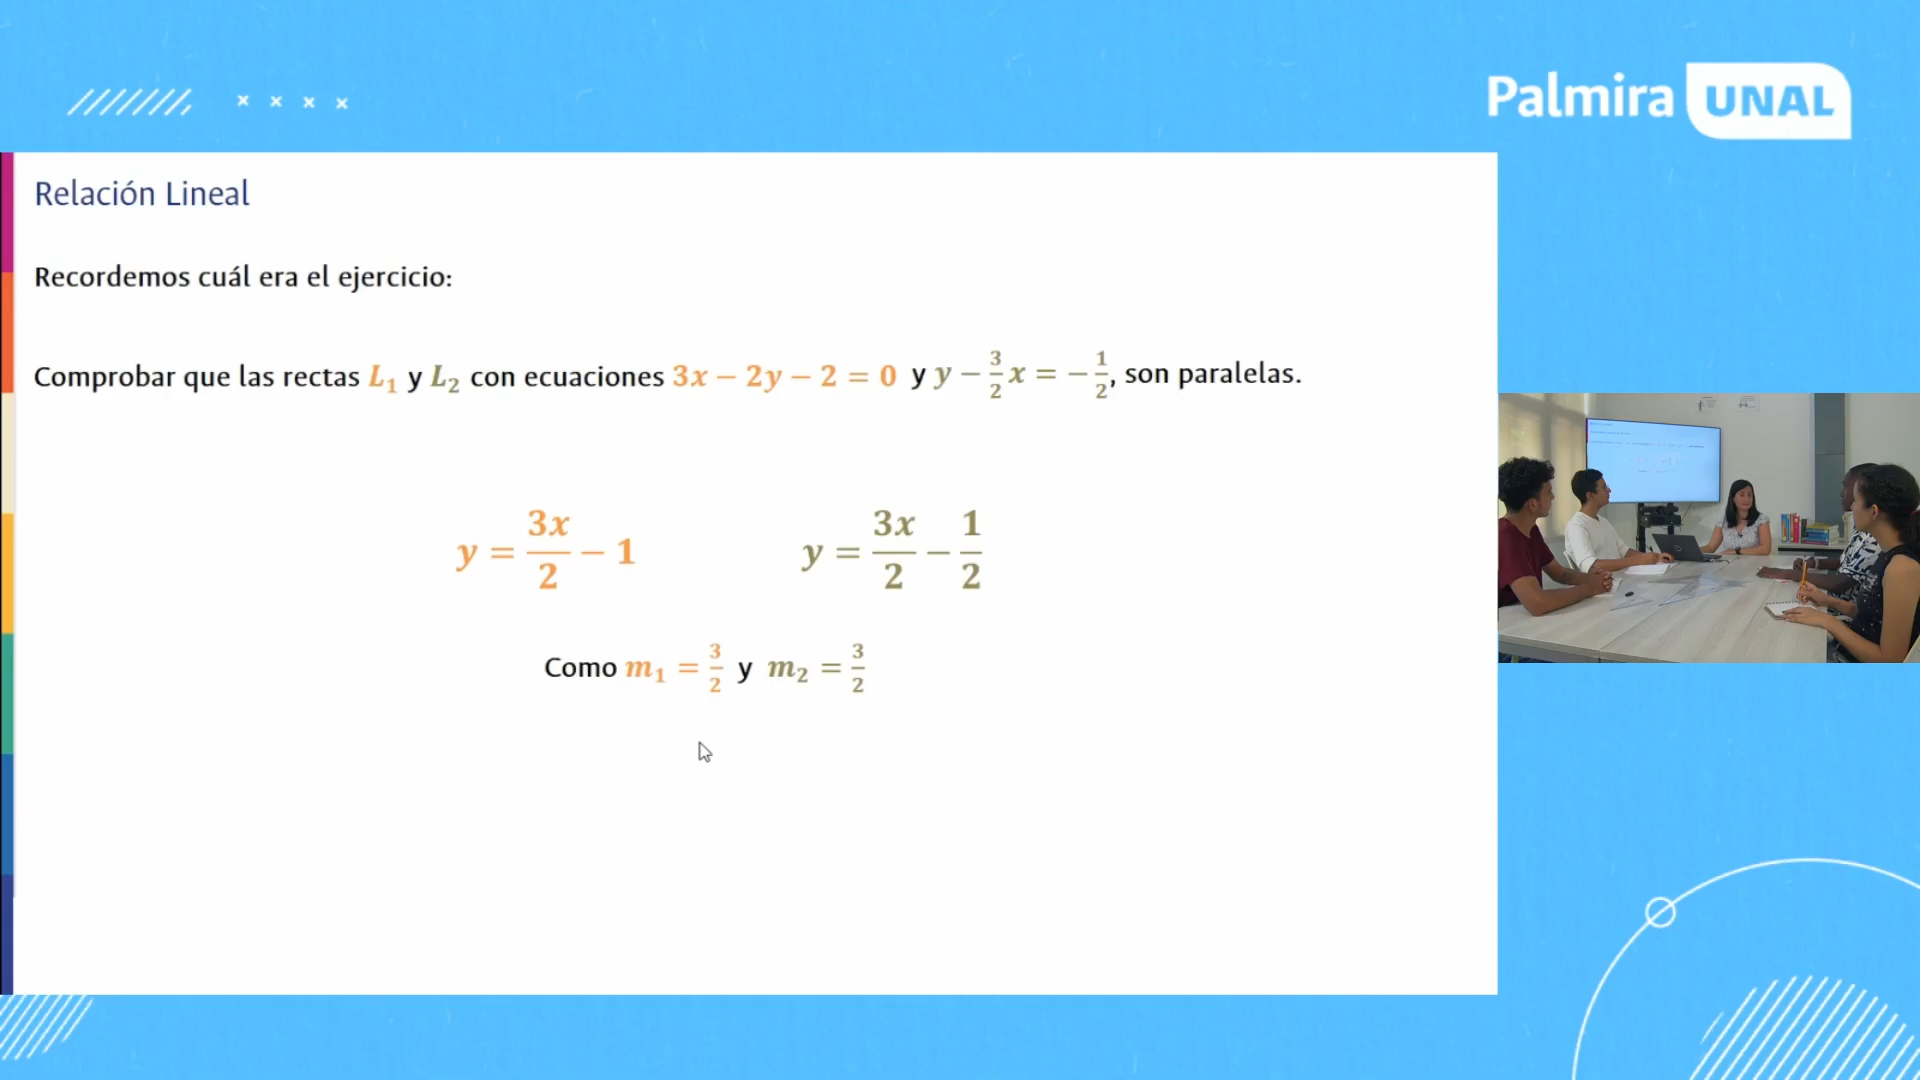 Palmira UNAL
Relación Lineal
Recordemos cuál era el ejercicio:
Comprobar que las rectas L₁ y L₂ con ecuaciones 3x − 2y − 2 = 0 y y − 3/2 x = − 1/2, son paralelas.
y = 3x/2 − 1    y = 3x/2 − 1/2
Como m₁ = 3/2 y m₂ = 3/2